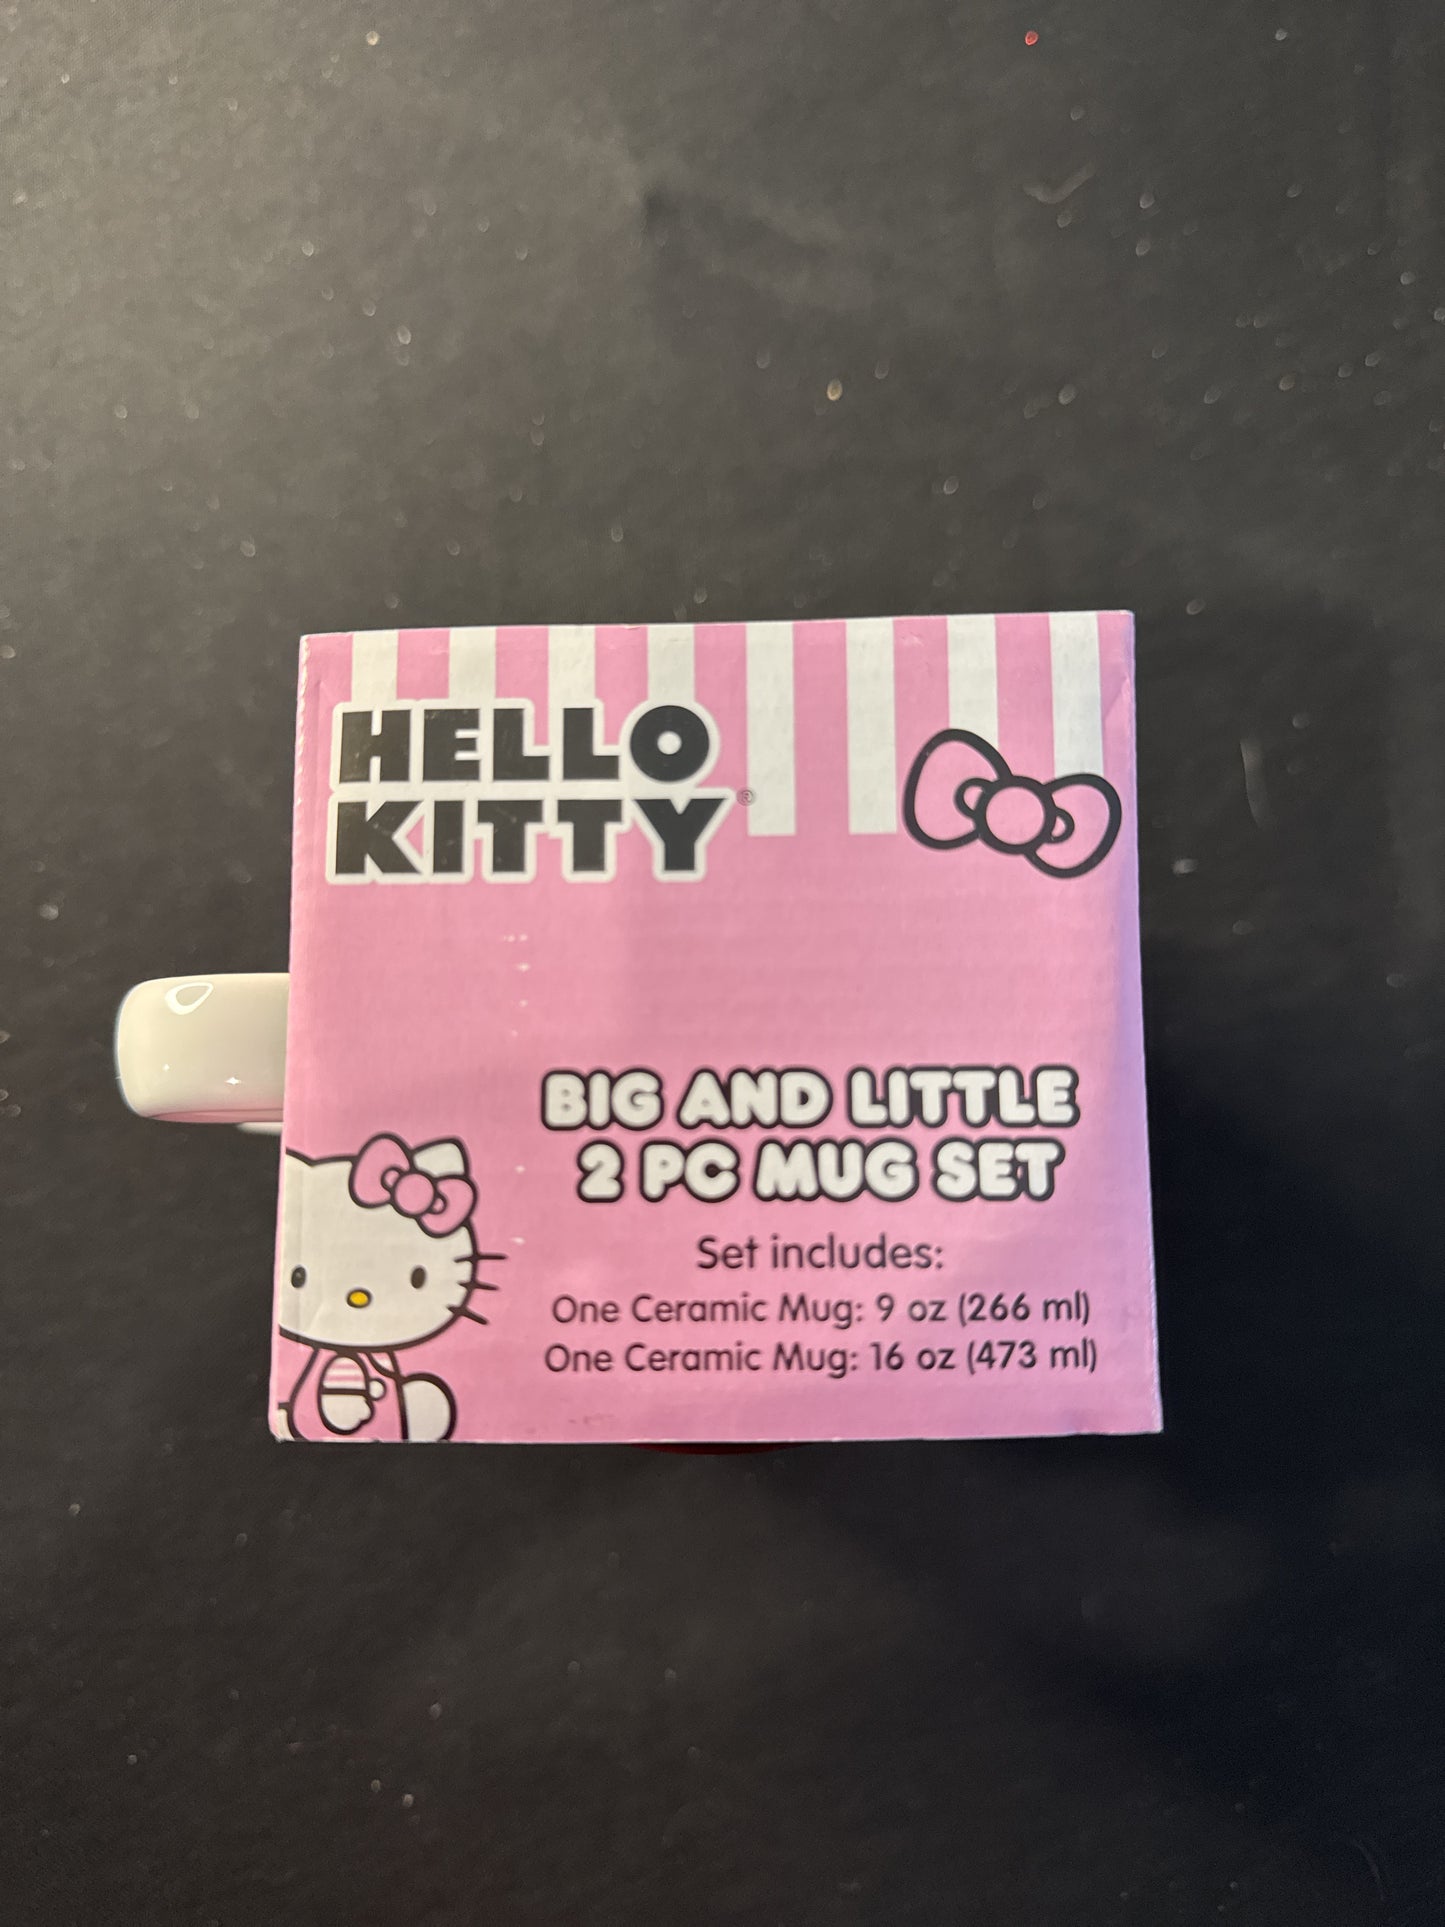 HELLO
KITTY®
BIG AND LITTLE
2 PC MUG SET
Set includes:
One Ceramic Mug: 9 oz (266 ml)
One Ceramic Mug: 16 oz (473 ml)